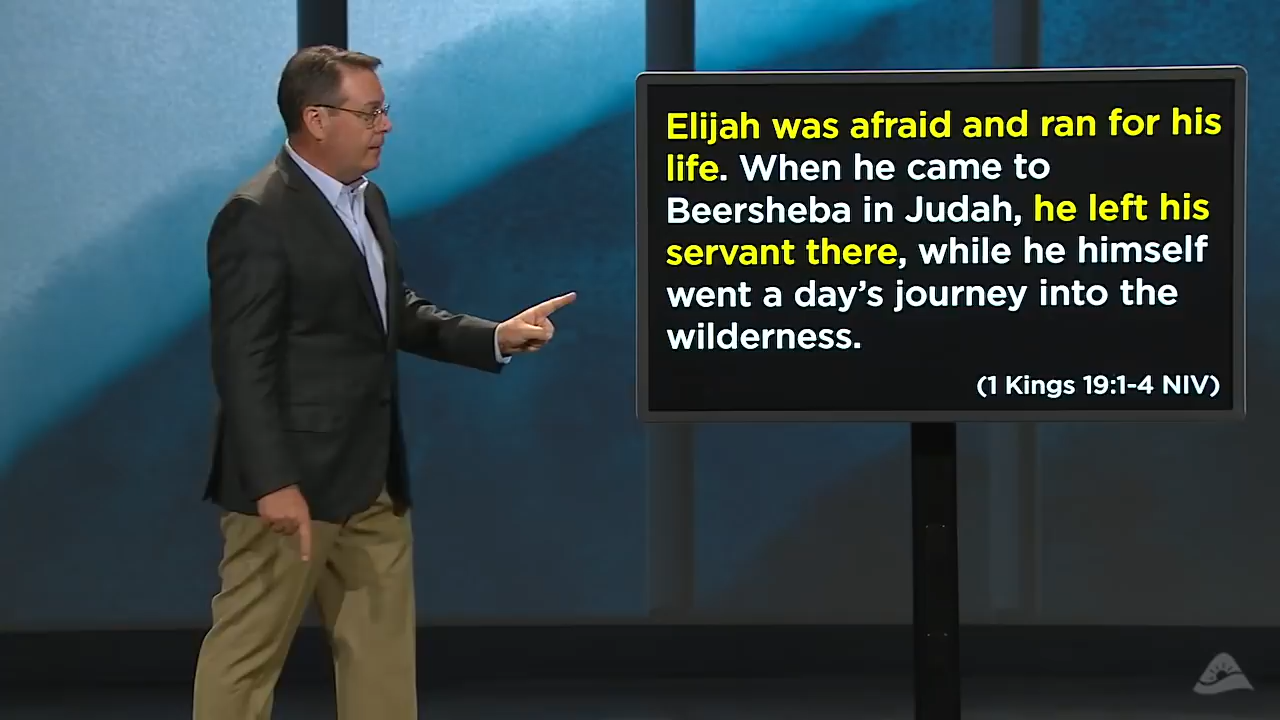 Elijah was afraid and ran for his
life. When he came to
Beersheba in Judah, he left his
servant there, while he himself
went a day’s journey into the
wilderness.
(1 Kings 19:1-4 NIV)